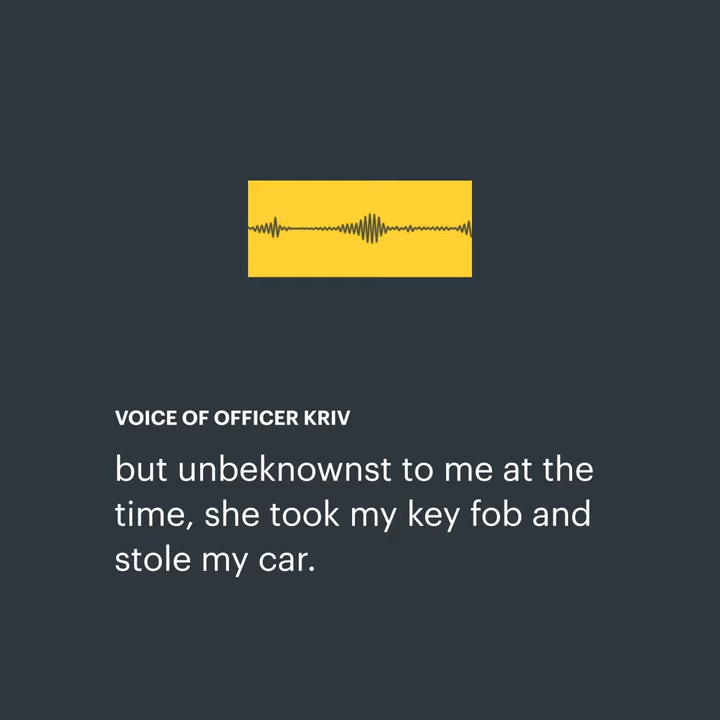 VOICE OF OFFICER KRIV
but unbeknownst to me at the
time, she took my key fob and
stole my car.